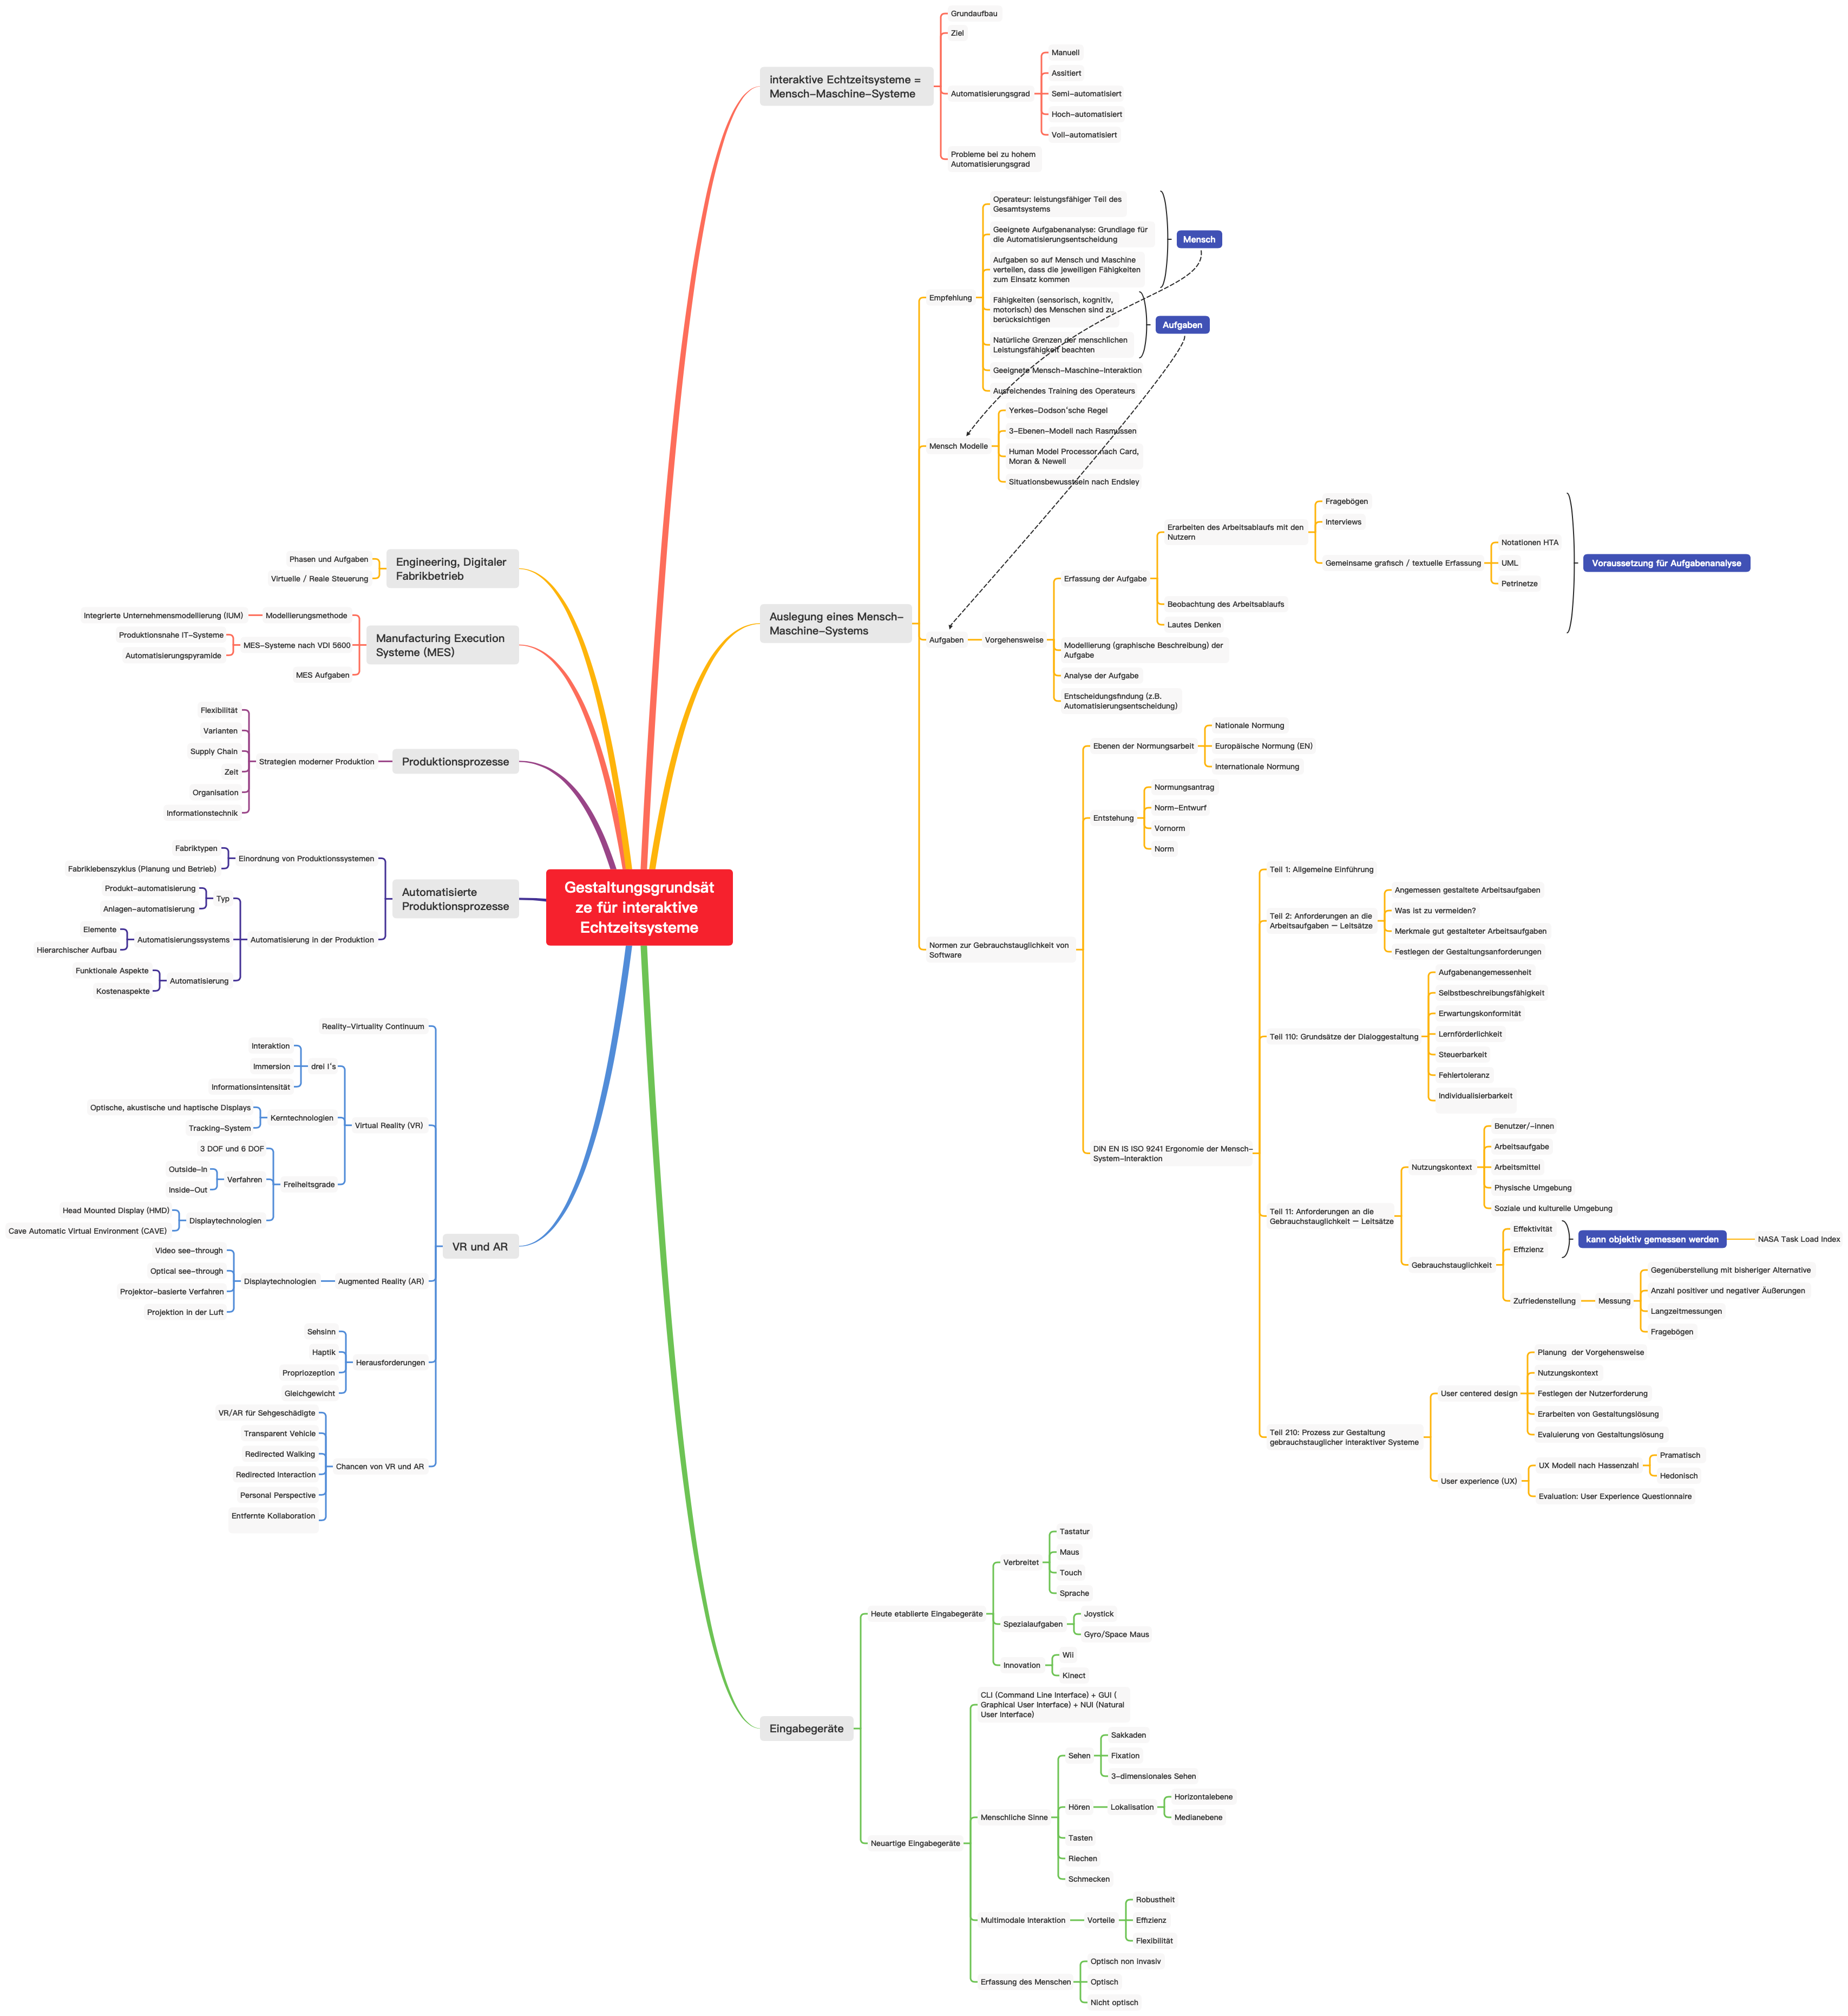 Gestaltungsgrundsät
ze für interaktive
Echtzeitsysteme
interaktive Echtzeitsysteme =
Mensch-Maschine-Systeme
Grundaufbau
Ziel
Automatisierungsgrad
Manuell
Assitiert
Semi-automatisiert
Hoch-automatisiert
Voll-automatisiert
Probleme bei zu hohem
Automatisierungsgrad
Auslegung eines Mensch-
Maschine-Systems
Empfehlung
Operateur: leistungsfähiger Teil des
Gesamtsystems
Geeignete Aufgabenanalyse: Grundlage für
die Automatisierungsentscheidung
Aufgaben so auf Mensch und Maschine
verteilen, dass die jeweiligen Fähigkeiten
zum Einsatz kommen
Mensch
Fähigkeiten (sensorisch, kognitiv,
motorisch) des Menschen sind zu
berücksichtigen
Natürliche Grenzen der menschlichen
Leistungsfähigkeit beachten
Aufgaben
Geeignete Mensch-Maschine-Interaktion
Ausreichendes Training des Operateurs
Mensch Modelle
Yerkes-Dodson'sche Regel
3-Ebenen-Modell nach Rasmussen
Human Model Processor nach Card,
Moran & Newell
Situationsbewusstsein nach Endsley
Aufgaben
Vorgehensweise
Erfassung der Aufgabe
Erarbeiten des Arbeitsablaufs mit den
Nutzern
Fragebögen
Interviews
Gemeinsame grafisch / textuelle Erfassung
Notationen HTA
UML
Petrinetze
Beobachtung des Arbeitsablaufs
Lautes Denken
Voraussetzung für Aufgabenanalyse
Modellierung (graphische Beschreibung) der
Aufgabe
Analyse der Aufgabe
Entscheidungsfindung (z.B.
Automatisierungsentscheidung)
Normen zur Gebrauchstauglichkeit von
Software
Ebenen der Normungsarbeit
Nationale Normung
Europäische Normung (EN)
Internationale Normung
Entstehung
Normungsantrag
Norm-Entwurf
Vornorm
Norm
DIN EN IS ISO 9241 Ergonomie der Mensch-
System-Interaktion
Teil 1: Allgemeine Einführung
Teil 2: Anforderungen an die
Arbeitsaufgaben – Leitsätze
Angemessen gestaltete Arbeitsaufgaben
Was ist zu vermeiden?
Merkmale gut gestalteter Arbeitsaufgaben
Festlegen der Gestaltungsanforderungen
Teil 110: Grundsätze der Dialoggestaltung
Aufgabenangemessenheit
Selbstbeschreibungsfähigkeit
Erwartungskonformität
Lernförderlichkeit
Steuerbarkeit
Fehlertoleranz
Individualisierbarkeit
Teil 11: Anforderungen an die
Gebrauchstauglichkeit – Leitsätze
Nutzungskontext
Benutzer/-innen
Arbeitsaufgabe
Arbeitsmittel
Physische Umgebung
Soziale und kulturelle Umgebung
Gebrauchstauglichkeit
Effektivität
Effizienz
kann objektiv gemessen werden
NASA Task Load Index
Zufriedenstellung
Messung
Gegenüberstellung mit bisheriger Alternative
Anzahl positiver und negativer Äußerungen
Langzeitmessungen
Fragebögen
Teil 210: Prozess zur Gestaltung
gebrauchstauglicher interaktiver Systeme
User centered design
Planung der Vorgehensweise
Nutzungskontext
Festlegen der Nutzerforderung
Erarbeiten von Gestaltungslösung
Evaluierung von Gestaltungslösung
User experience (UX)
UX Modell nach Hassenzahl
Pramatisch
Hedonisch
Evaluation: User Experience Questionnaire
Eingabegeräte
Heute etablierte Eingabegeräte
Verbreitet
Tastatur
Maus
Touch
Sprache
Spezialaufgaben
Joystick
Gyro/Space Maus
Innovation
Wii
Kinect
Neuartige Eingabegeräte
CLI (Command Line Interface) + GUI (
Graphical User Interface) + NUI (Natural
User Interface)
Menschliche Sinne
Sehen
Sakkaden
Fixation
3-dimensionales Sehen
Hören
Lokalisation
Horizontalebene
Medianebene
Tasten
Riechen
Schmecken
Multimodale Interaktion
Vorteile
Robustheit
Effizienz
Flexibilität
Erfassung des Menschen
Optisch non invasiv
Optisch
Nicht optisch
Engineering, Digitaler
Fabrikbetrieb
Phasen und Aufgaben
Virtuelle / Reale Steuerung
Manufacturing Execution
Systeme (MES)
Modellierungsmethode
Integrierte Unternehmensmodellierung (IUM)
MES-Systeme nach VDI 5600
Produktionsnahe IT-Systeme
Automatisierungspyramide
MES Aufgaben
Produktionsprozesse
Strategien moderner Produktion
Flexibilität
Varianten
Supply Chain
Zeit
Organisation
Informationstechnik
Automatisierte
Produktionsprozesse
Einordnung von Produktionssystemen
Fabriktypen
Fabriklebenszyklus (Planung und Betrieb)
Automatisierung in der Produktion
Typ
Produkt-automatisierung
Anlagen-automatisierung
Automatisierungssystems
Elemente
Hierarchischer Aufbau
Automatisierung
Funktionale Aspekte
Kostenaspekte
VR und AR
Reality-Virtuality Continuum
Virtual Reality (VR)
drei I's
Interaktion
Immersion
Informationsintensität
Kerntechnologien
Optische, akustische und haptische Displays
Tracking-System
Freiheitsgrade
3 DOF und 6 DOF
Verfahren
Outside-In
Inside-Out
Displaytechnologien
Head Mounted Display (HMD)
Cave Automatic Virtual Environment (CAVE)
Augmented Reality (AR)
Displaytechnologien
Video see-through
Optical see-through
Projektor-basierte Verfahren
Projektion in der Luft
Herausforderungen
Sehsinn
Haptik
Propriozeption
Gleichgewicht
Chancen von VR und AR
VR/AR für Sehgeschädigte
Transparent Vehicle
Redirected Walking
Redirected Interaction
Personal Perspective
Entfernte Kollaboration